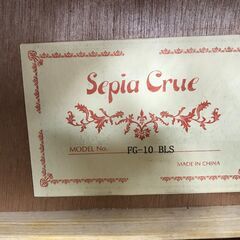 Sepia Crue
MODEL No. FG-10 BLS
MADE IN CHINA